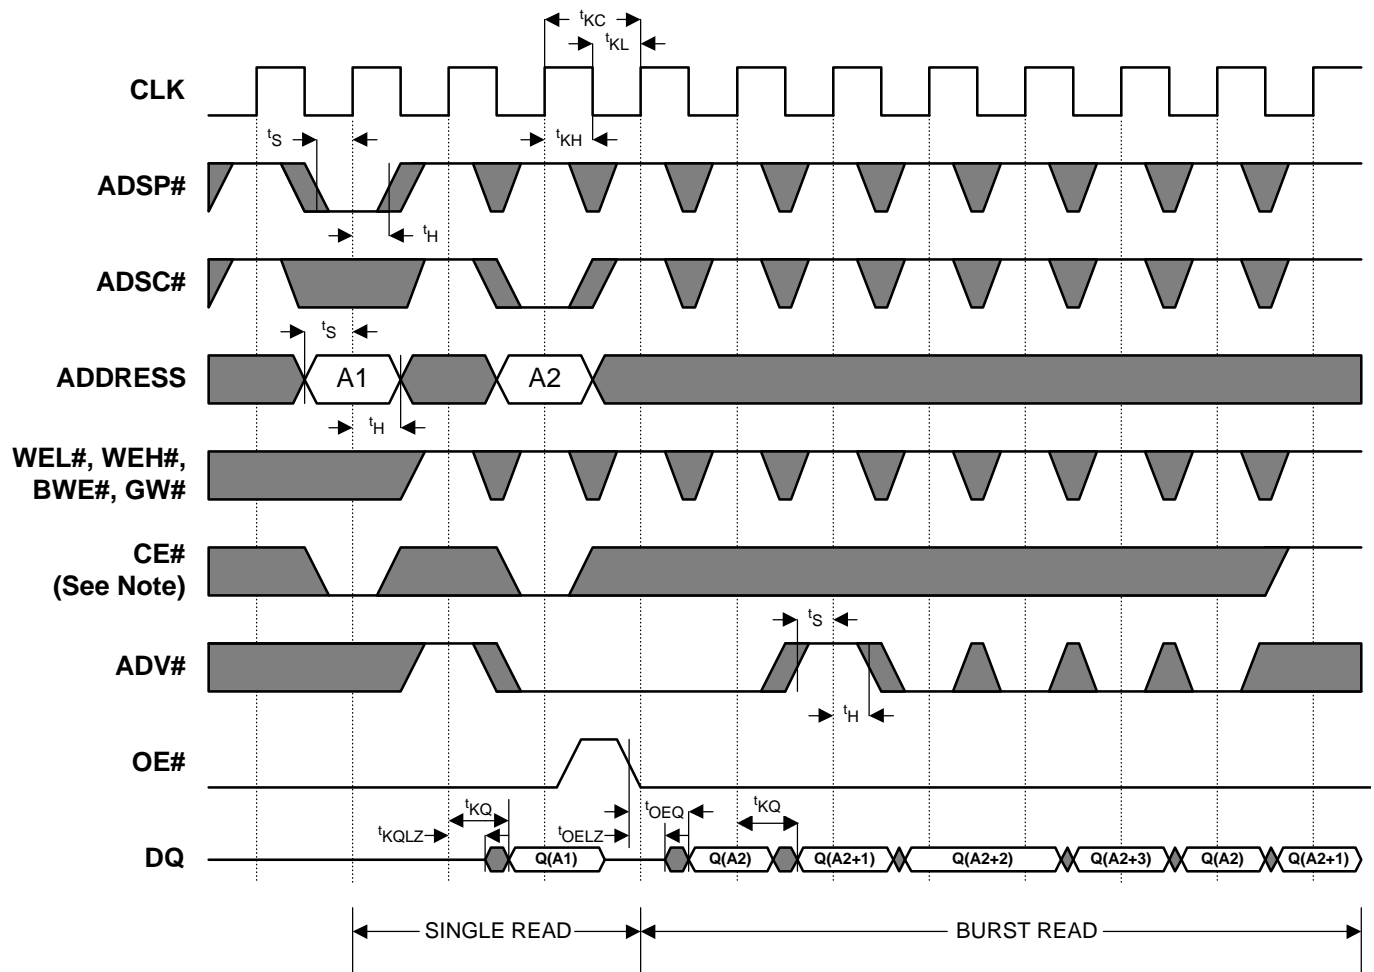 tKC
tKL
CLK
tS
tKH
ADSP#
tH
ADSC#
tS
ADDRESS
A1
A2
tH
WEL#, WEH#,
BWE#, GW#
CE#
(See Note)
tS
ADV#
tH
OE#
tKQ
tOEQ
tKQ
tKQLZ
tOELZ
DQ
Q(A1)
Q(A2)
Q(A2+1)
Q(A2+2)
Q(A2+3)
Q(A2)
Q(A2+1)
SINGLE READ
BURST READ